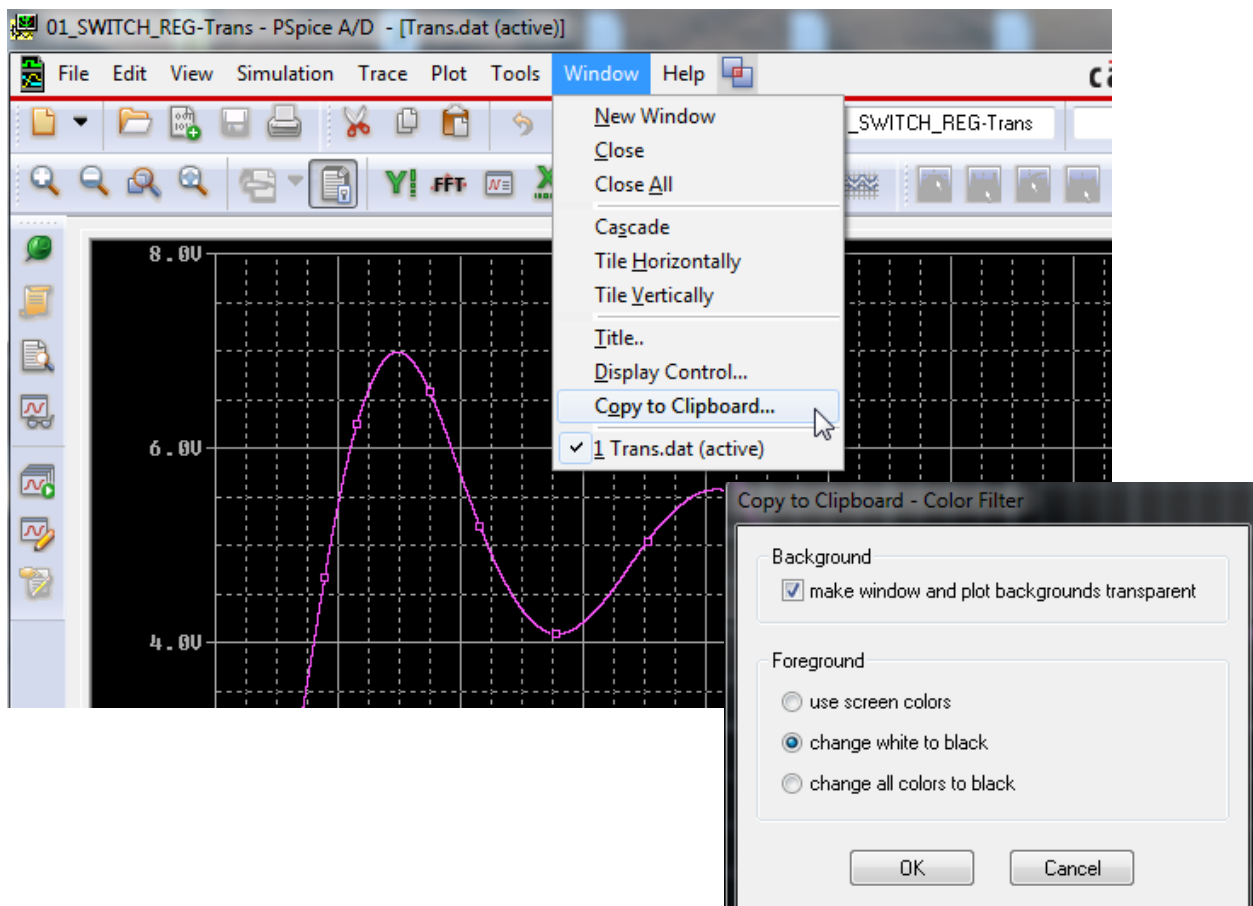 01_SWITCH_REG-Trans - PSpice A/D - [Trans.dat (active)]
File Edit View Simulation Trace Plot Tools Window Help
New Window
_SWITCH_REG-Trans
Close
Close All
FFT
Cascade
Tile Horizontally
Tile Vertically
Title..
Display Control...
Copy to Clipboard...
1 Trans.dat (active)
8.0V
6.0V
4.0V
Copy to Clipboard - Color Filter
Background
make window and plot backgrounds transparent
Foreground
use screen colors
change white to black
change all colors to black
OK Cancel